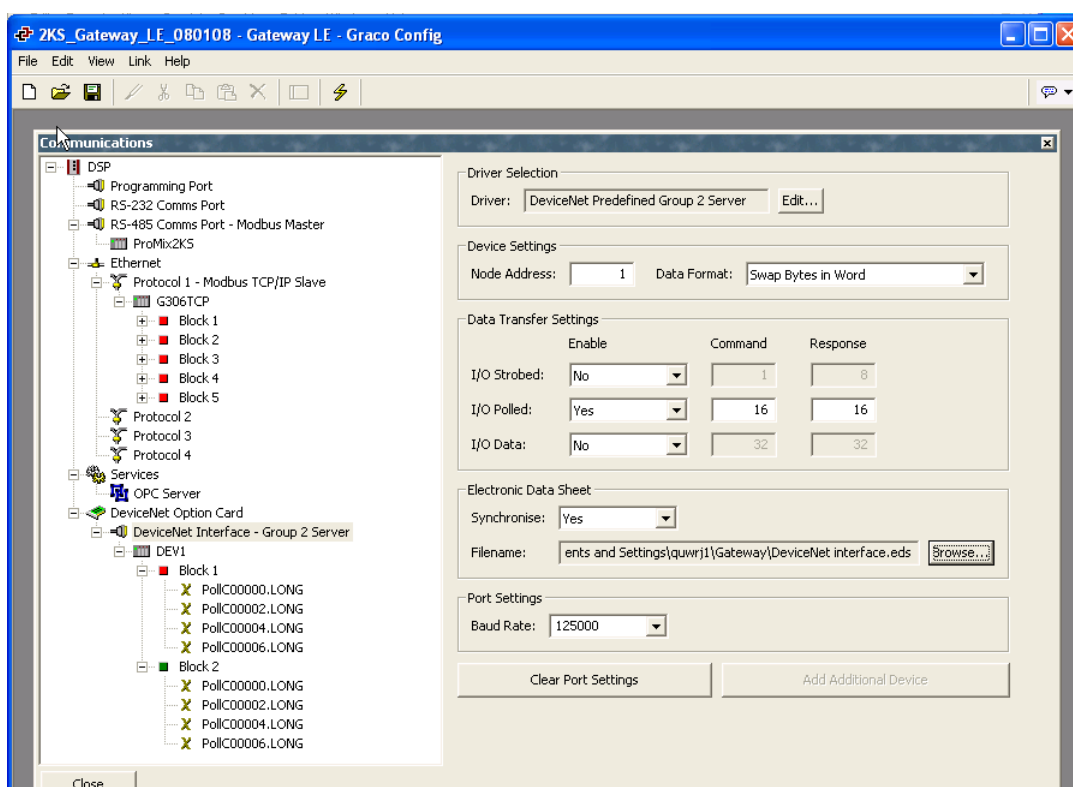 2KS_Gateway_LE_080108 - Gateway LE - Graco Config
File Edit View Link Help
Communications
DSP
Programming Port
RS-232 Comms Port
RS-485 Comms Port - Modbus Master
ProMix2KS
Ethernet
Protocol 1 - Modbus TCP/IP Slave
G306TCP
Block 1
Block 2
Block 3
Block 4
Block 5
Protocol 2
Protocol 3
Protocol 4
Services
OPC Server
DeviceNet Option Card
DeviceNet Interface - Group 2 Server
DEV1
Block 1
PollC00000.LONG
PollC00002.LONG
PollC00004.LONG
PollC00006.LONG
Block 2
PollC00000.LONG
PollC00002.LONG
PollC00004.LONG
PollC00006.LONG
Close
Driver Selection
Driver: DeviceNet Predefined Group 2 Server Edit...
Device Settings
Node Address: 1 Data Format: Swap Bytes in Word
Data Transfer Settings
Enable Command Response
I/O Strobed: No 1 8
I/O Polled: Yes 16 16
I/O Data: No 32 32
Electronic Data Sheet
Synchronise: Yes
Filename: ents and Settings\quwrj1\Gateway\DeviceNet interface.eds Browse...
Port Settings
Baud Rate: 125000
Clear Port Settings Add Additional Device